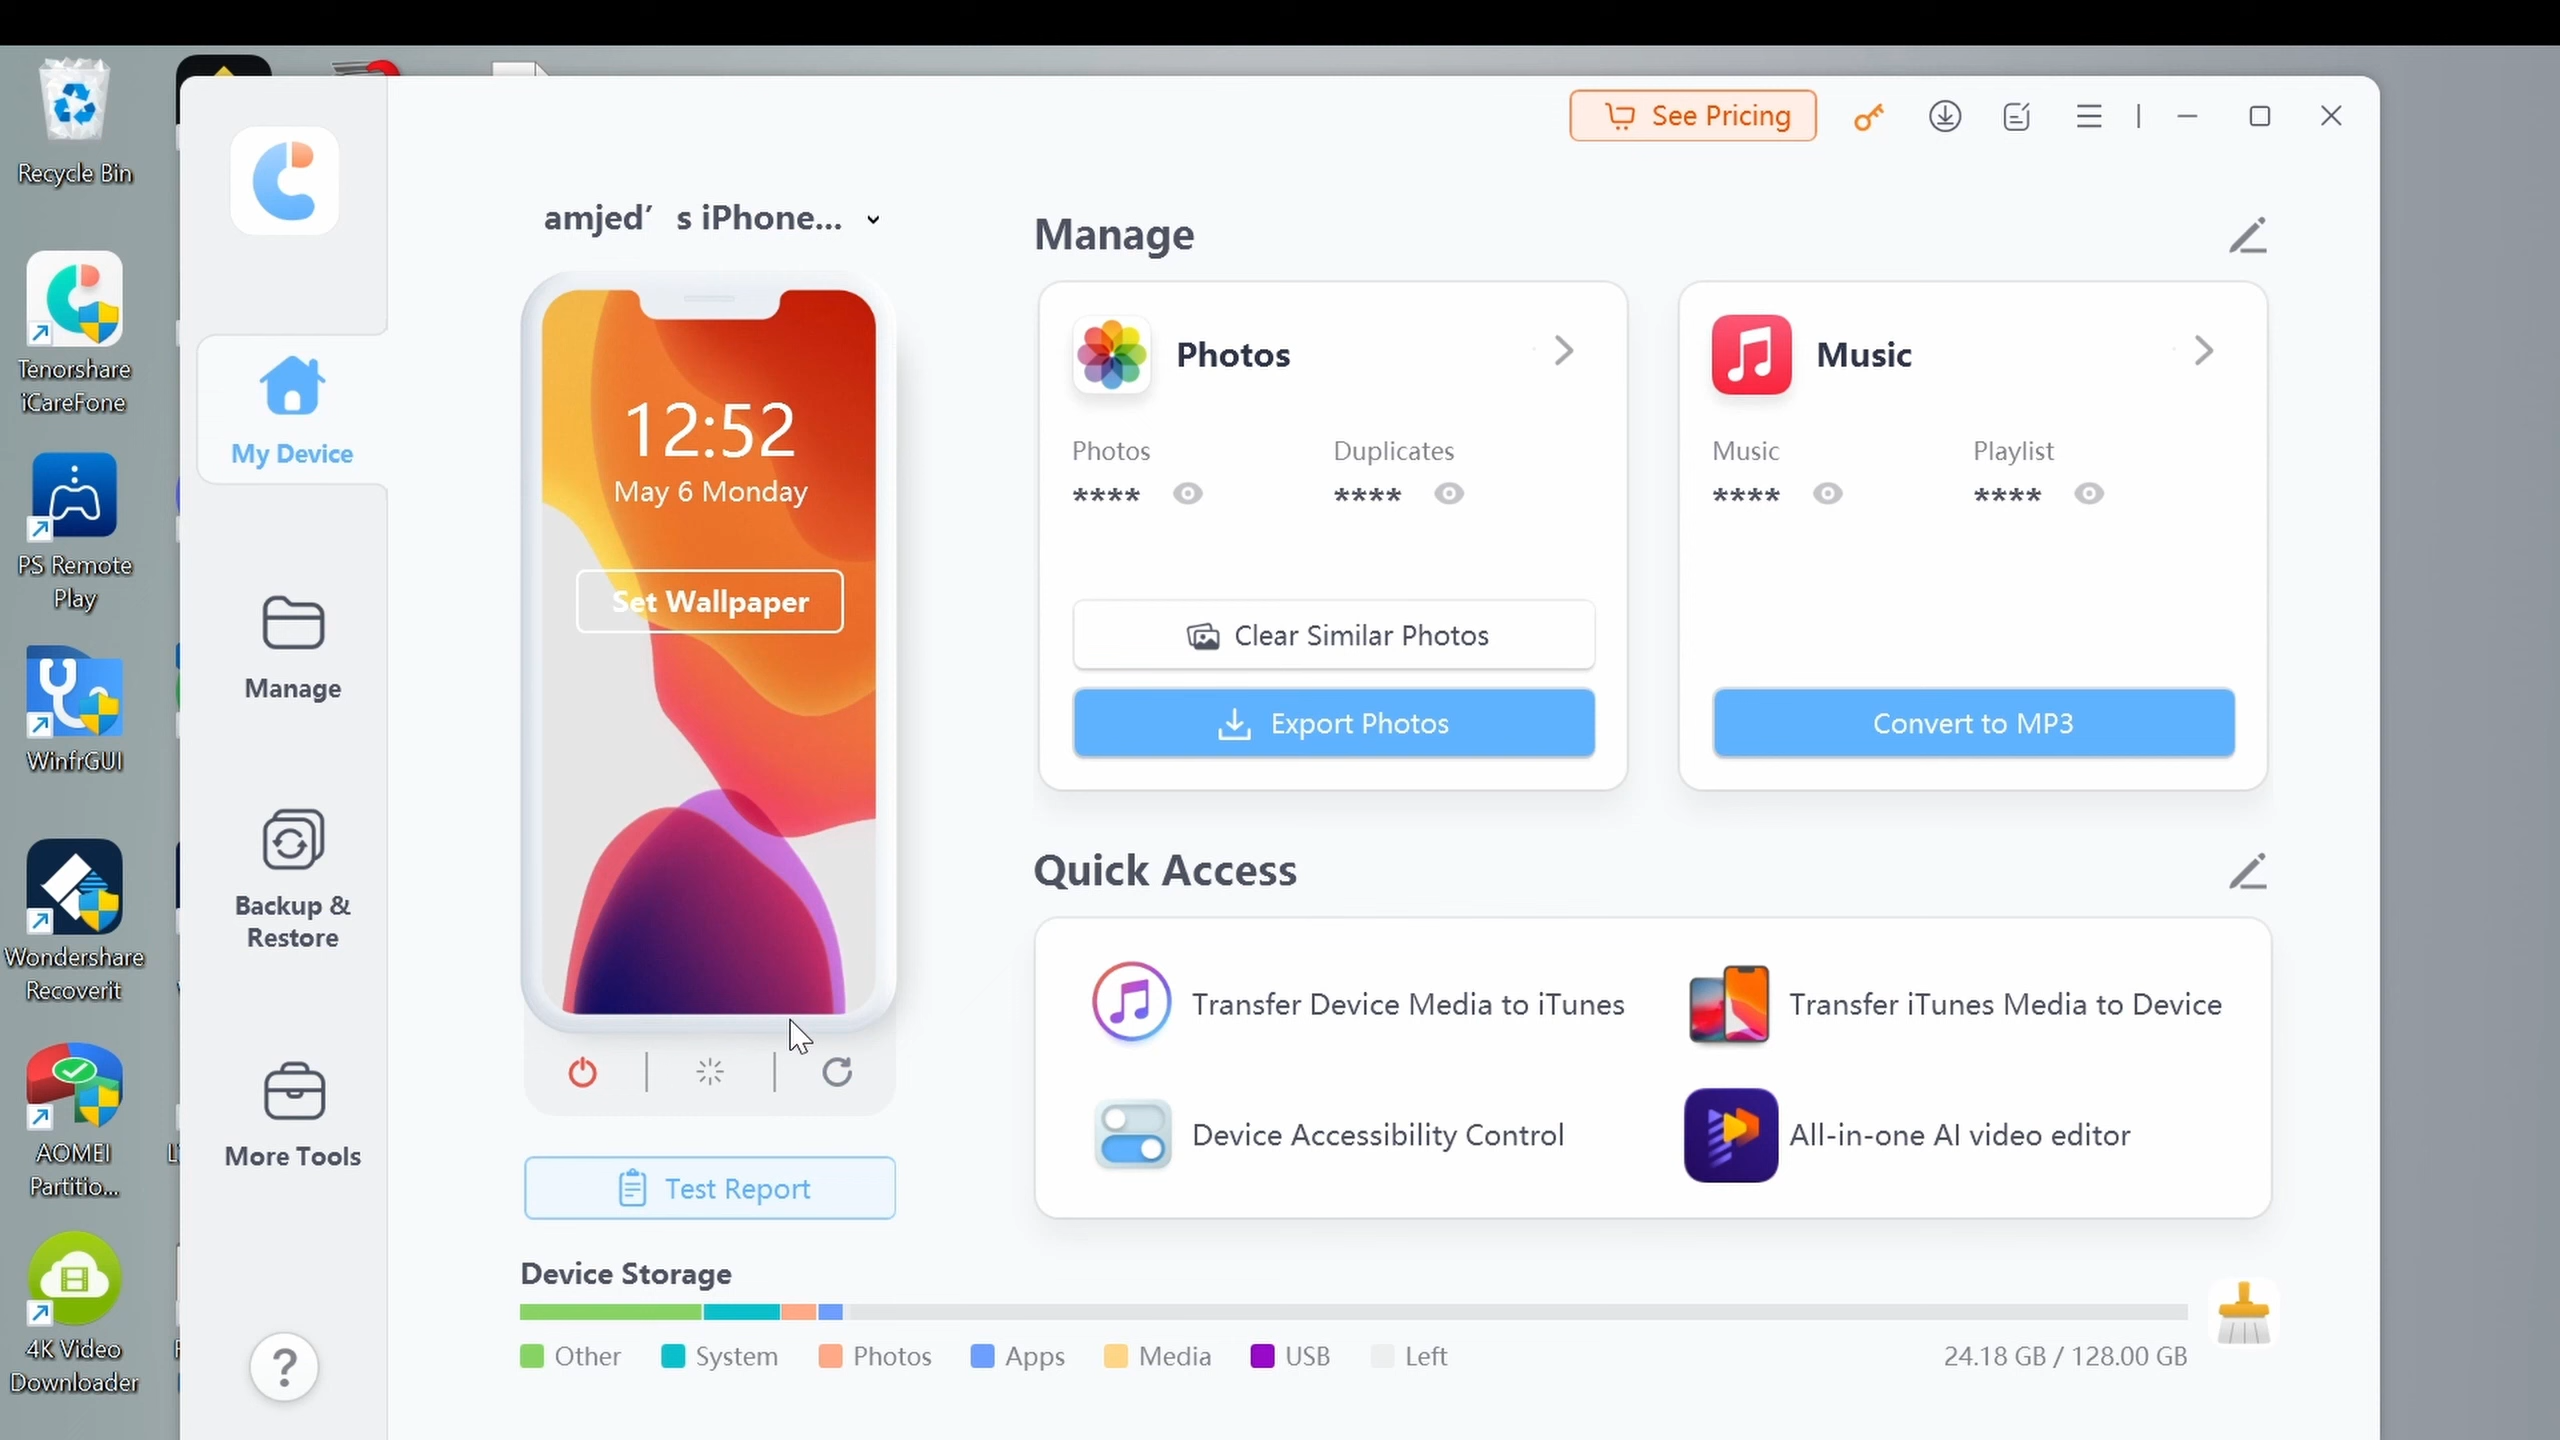 Recycle Bin
Tenorshare
iCareFone
PS Remote
Play
WinfrGUI
Wondershare
Recoverit
AOMEI
Partitio...
4K Video
Downloader
My Device
Manage
Backup &
Restore
More Tools
?
See Pricing
amjed’s iPhone...
12:52
May 6 Monday
Set Wallpaper
Test Report
Manage
Photos
Photos
Duplicates
****
****
Clear Similar Photos
Export Photos
Music
Music
Playlist
****
****
Convert to MP3
Quick Access
Transfer Device Media to iTunes
Transfer iTunes Media to Device
Device Accessibility Control
All-in-one AI video editor
Device Storage
Other
System
Photos
Apps
Media
USB
Left
24.18 GB / 128.00 GB